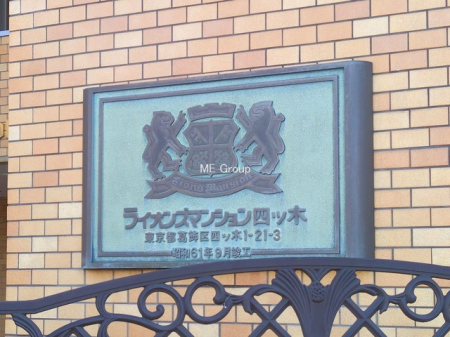 ME Group
Lions Mansion
ライオンズマンション四ッ木
東京都葛飾区四ッ木1-21-3
昭和61年9月竣工